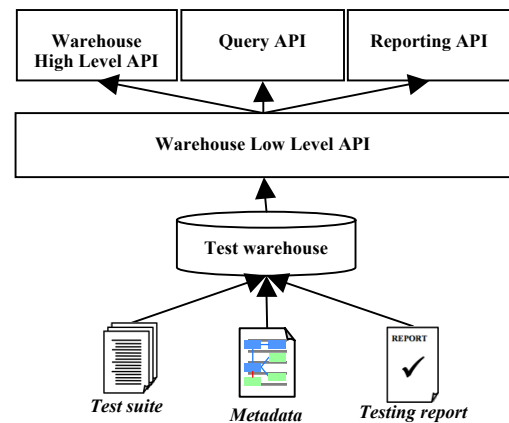 Warehouse
High Level API
Query API
Reporting API
Warehouse Low Level API
Test warehouse
REPORT
Test suite
Metadata
Testing report